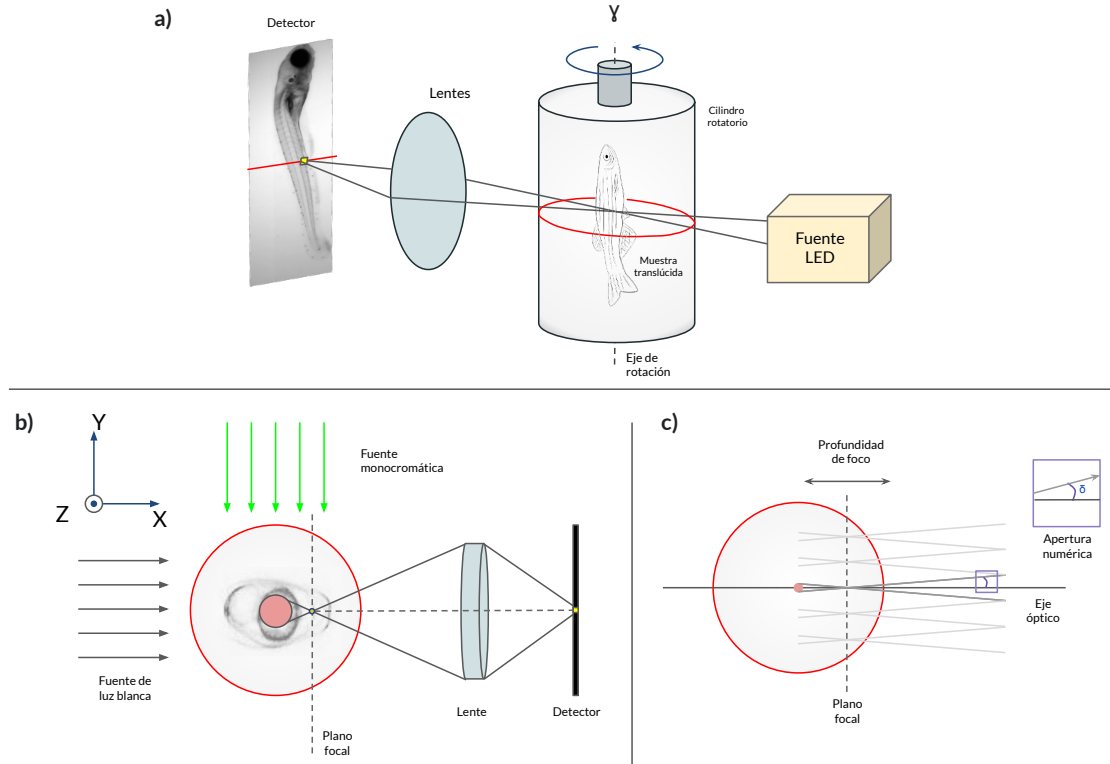 a)
Detector
Lentes
γ
Cilindro
rotatorio
Fuente
LED
Muestra
translúcida
Eje de
rotación
b)
Y
Z
X
Fuente
monocromática
Fuente de
luz blanca
Plano
focal
Lente
Detector
c)
Profundidad
de foco
δ
Apertura
numérica
Eje
óptico
Plano
focal